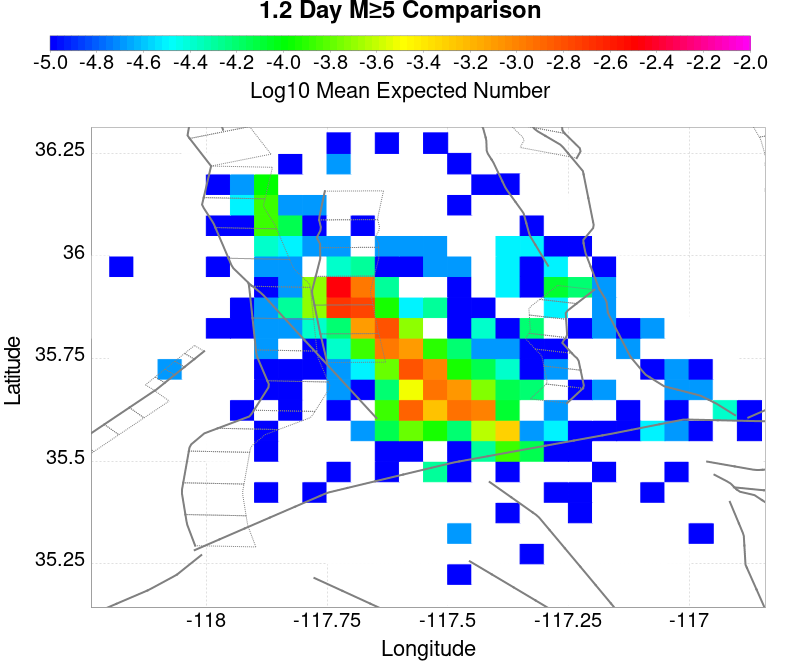 1.2 Day M≥5 Comparison
-5.0 -4.8 -4.6 -4.4 -4.2 -4.0 -3.8 -3.6 -3.4 -3.2 -3.0 -2.8 -2.6 -2.4 -2.2 -2.0
Log10 Mean Expected Number
36.25
36
35.75
35.5
35.25
Latitude
-118 -117.75 -117.5 -117.25 -117
Longitude